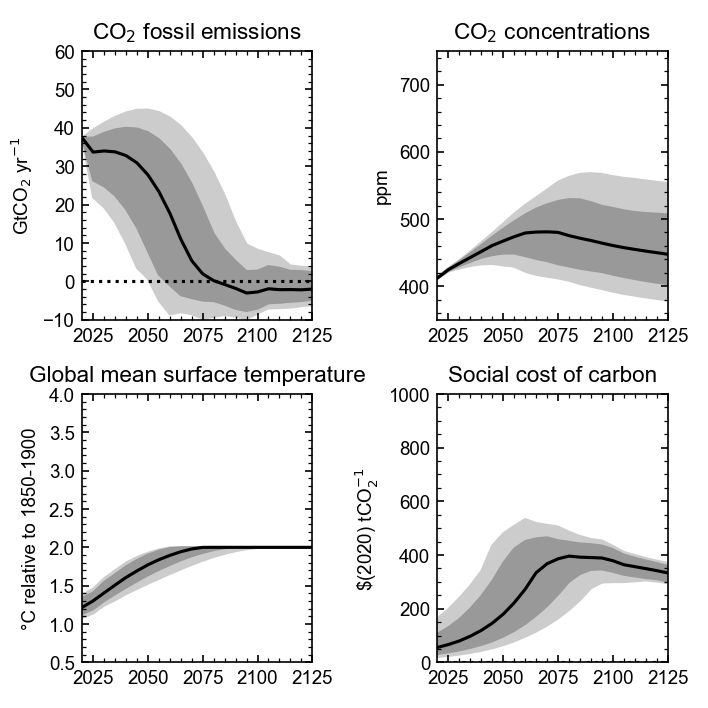 CO₂ fossil emissions
GtCO₂ yr⁻¹
60
50
40
30
20
10
0
−10
2025 2050 2075 2100 2125
CO₂ concentrations
ppm
700
600
500
400
2025 2050 2075 2100 2125
Global mean surface temperature
°C relative to 1850-1900
4.0
3.5
3.0
2.5
2.0
1.5
1.0
0.5
2025 2050 2075 2100 2125
Social cost of carbon
$(2020) tCO₂⁻¹
1000
800
600
400
200
0
2025 2050 2075 2100 2125